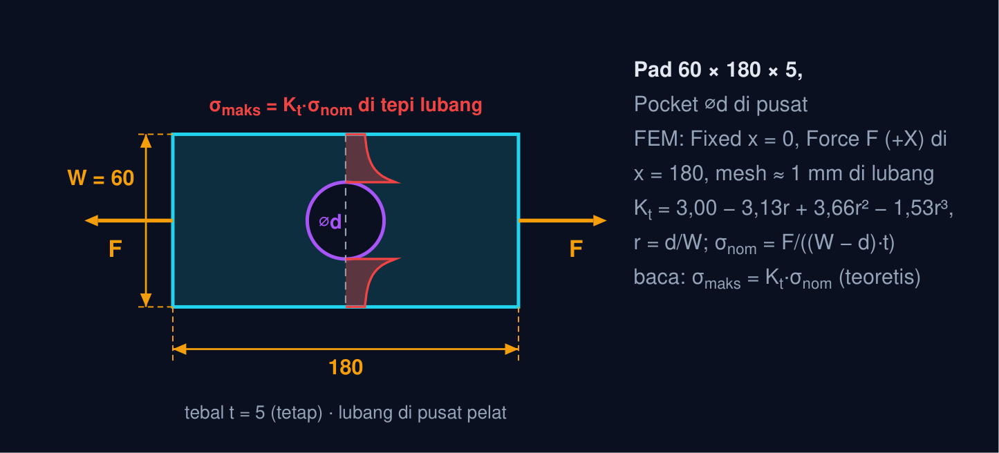 σmaks = Kt·σnom di tepi lubang
W = 60
⌀d
F
F
180
tebal t = 5 (tetap) · lubang di pusat pelat
Pad 60 × 180 × 5,
Pocket ⌀d di pusat
FEM: Fixed x = 0, Force F (+X) di
x = 180, mesh ≈ 1 mm di lubang
Kt = 3,00 − 3,13r + 3,66r² − 1,53r³,
r = d/W; σnom = F/((W − d)·t)
baca: σmaks = Kt·σnom (teoretis)